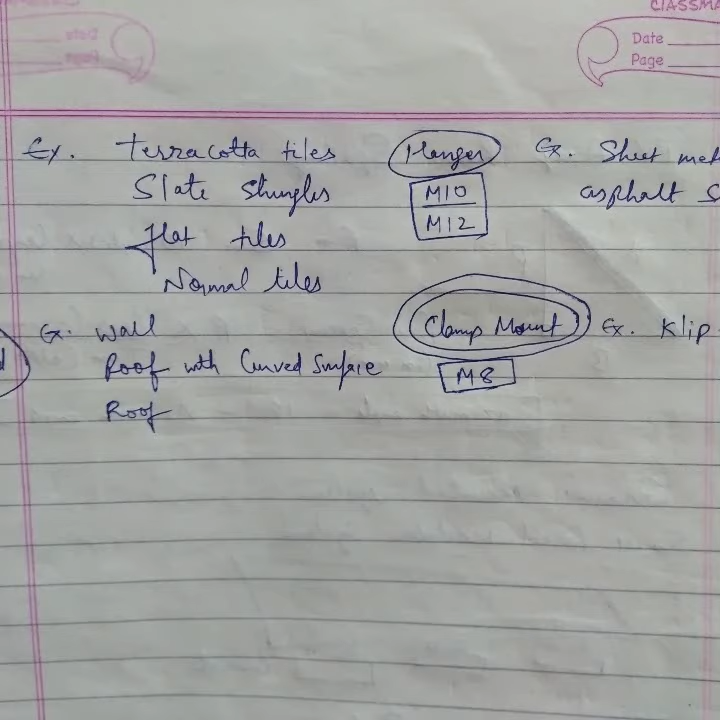 CLASSMA
Date
Page
Ex. Terracotta tiles Hanger Ex. Sheet met
Slate Shingles M10 asphalt S
flat tiles M12
Normal tiles
Ex. Wall Clamp Mount Ex. Klip
Roof with Curved Surface M8
Roof